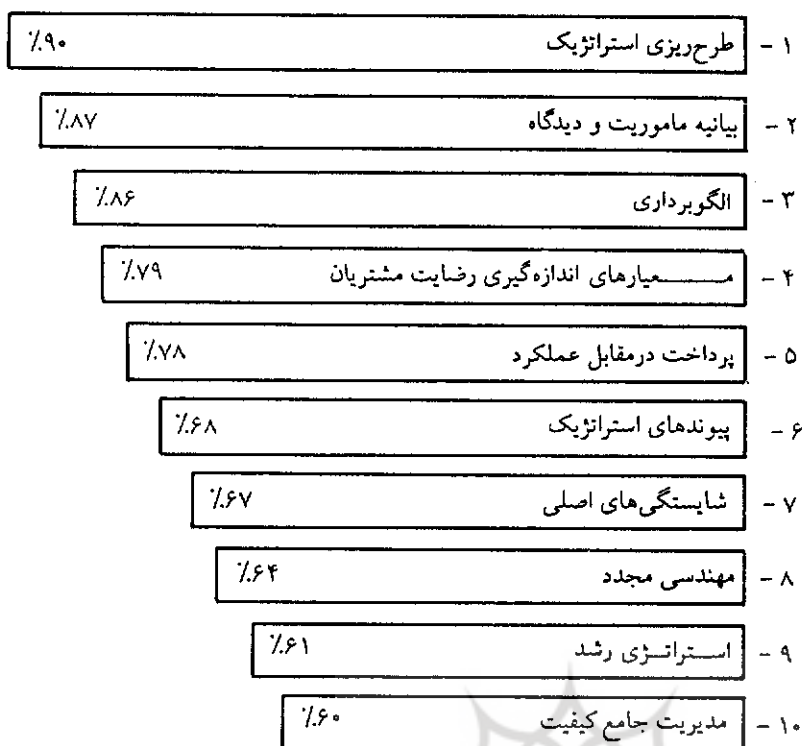 ۱ - طرح‌ریزی استراتژیک ٪۹۰
۲ - بیانیه ماموریت و دیدگاه ٪۸۷
۳ - الگوبرداری ٪۸۶
۴ - معیارهای اندازه‌گیری رضایت مشتریان ٪۷۹
۵ - پرداخت درمقابل عملکرد ٪۷۸
۶ - پیوندهای استراتژیک ٪۶۸
۷ - شایستگی‌های اصلی ٪۶۷
۸ - مهندسی مجدد ٪۶۴
۹ - استراتژی رشد ٪۶۱
۱۰ - مدیریت جامع کیفیت ٪۶۰